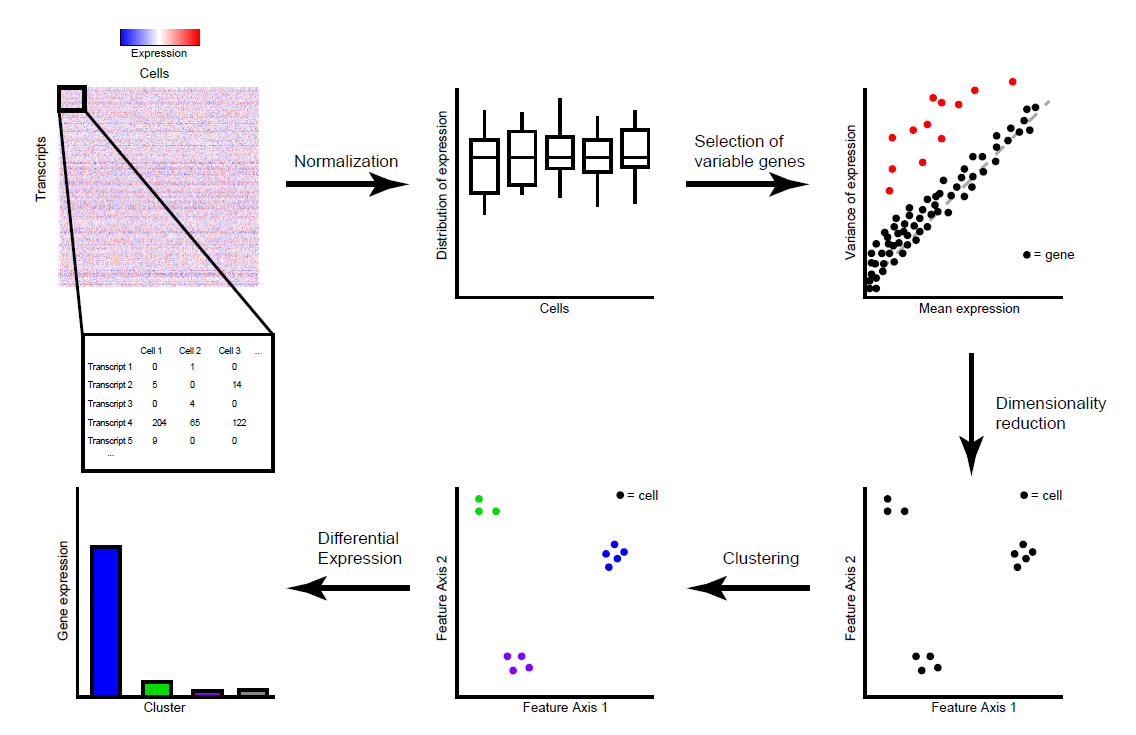 Expression
Cells
Transcripts
Normalization
Distribution of expression
Cells
Selection of
variable genes
Variance of expression
= gene
Mean expression
Cell 1 Cell 2 Cell 3 ...
Transcript 1 0 1 0
Transcript 2 5 0 14
Transcript 3 0 4 0
Transcript 4 204 65 122
Transcript 5 9 0 0
...
Dimensionality
reduction
= cell
Feature Axis 2
Feature Axis 1
Clustering
= cell
Feature Axis 2
Feature Axis 1
Differential
Expression
Gene expression
Cluster